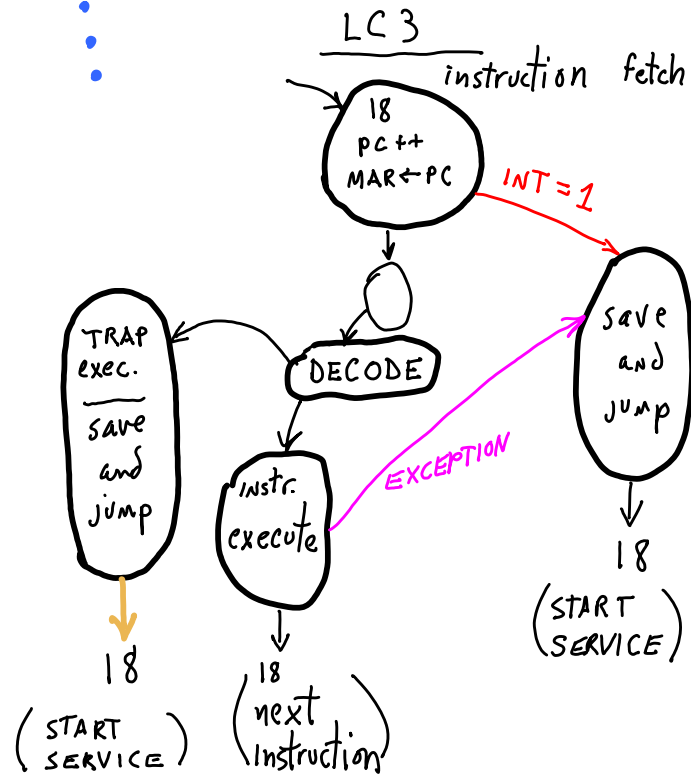 LC3
instruction fetch
18
PC++
MAR←PC
INT=1
save
and
jump
TRAP
exec.
save
and
jump
DECODE
INSTR.
execute
EXCEPTION
18
(START
SERVICE)
18
(START
SERVICE)
18
(next
Instruction)